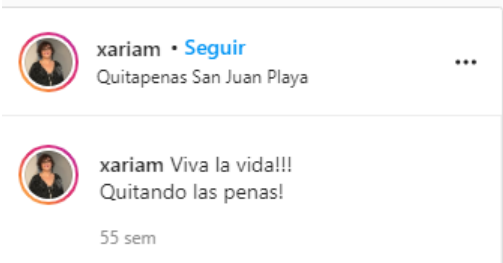 xariam • Seguir
Quitapenas San Juan Playa
xariam Viva la vida!!!
Quitando las penas!
55 sem